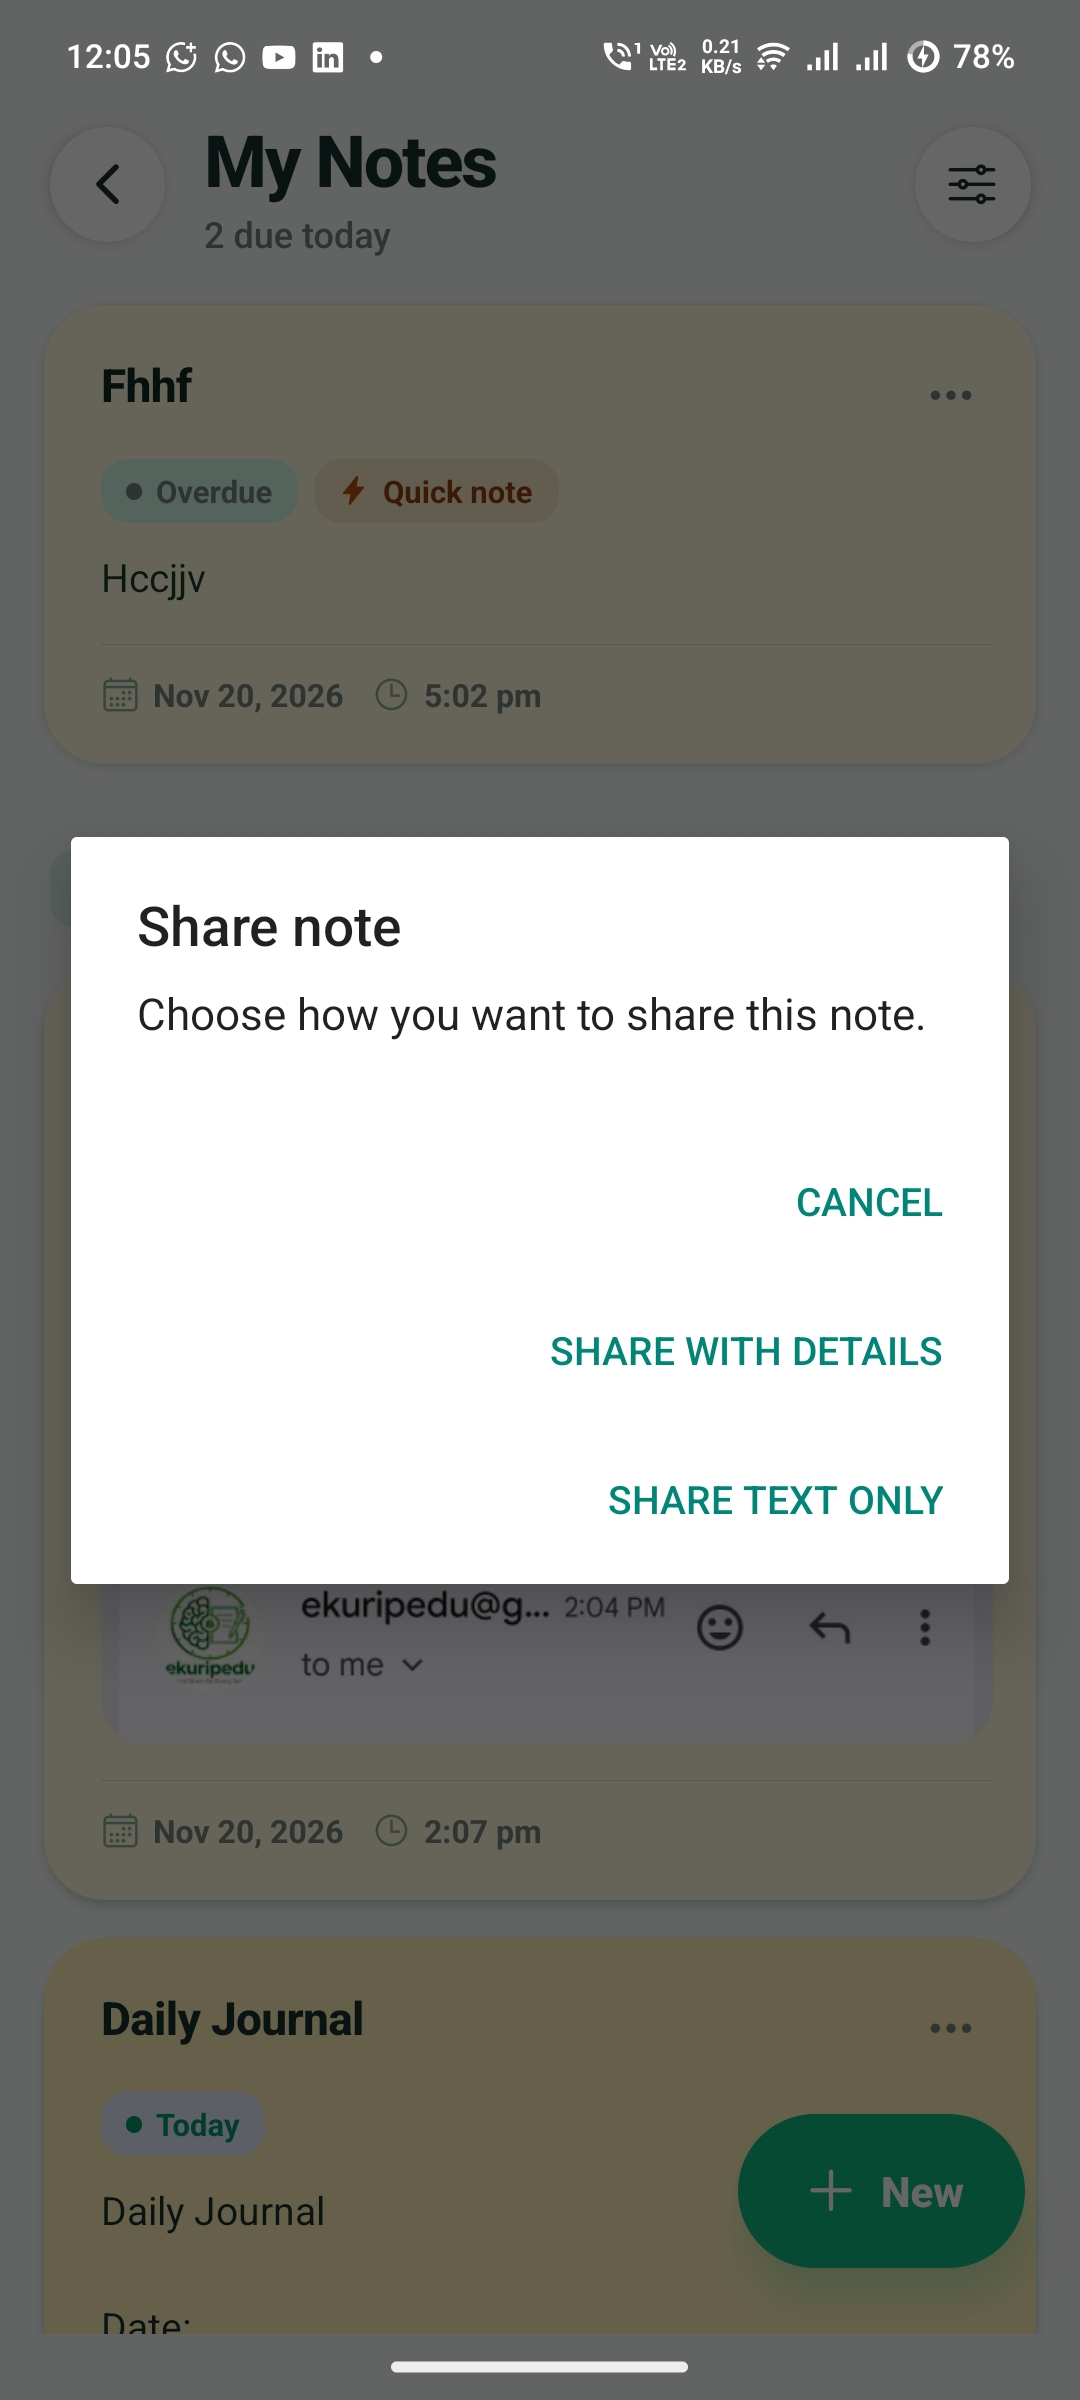 12:05
1 Vo) LTE2 0.21 KB/s 78%
My Notes
2 due today
Fhhf
Overdue
Quick note
Hccjjv
Nov 20, 2026 5:02 pm
Share note
Choose how you want to share this note.
CANCEL
SHARE WITH DETAILS
SHARE TEXT ONLY
ekuripedu@g... 2:04 PM
to me
ekuripedu
Nov 20, 2026 2:07 pm
Daily Journal
Today
Daily Journal
New
Date: